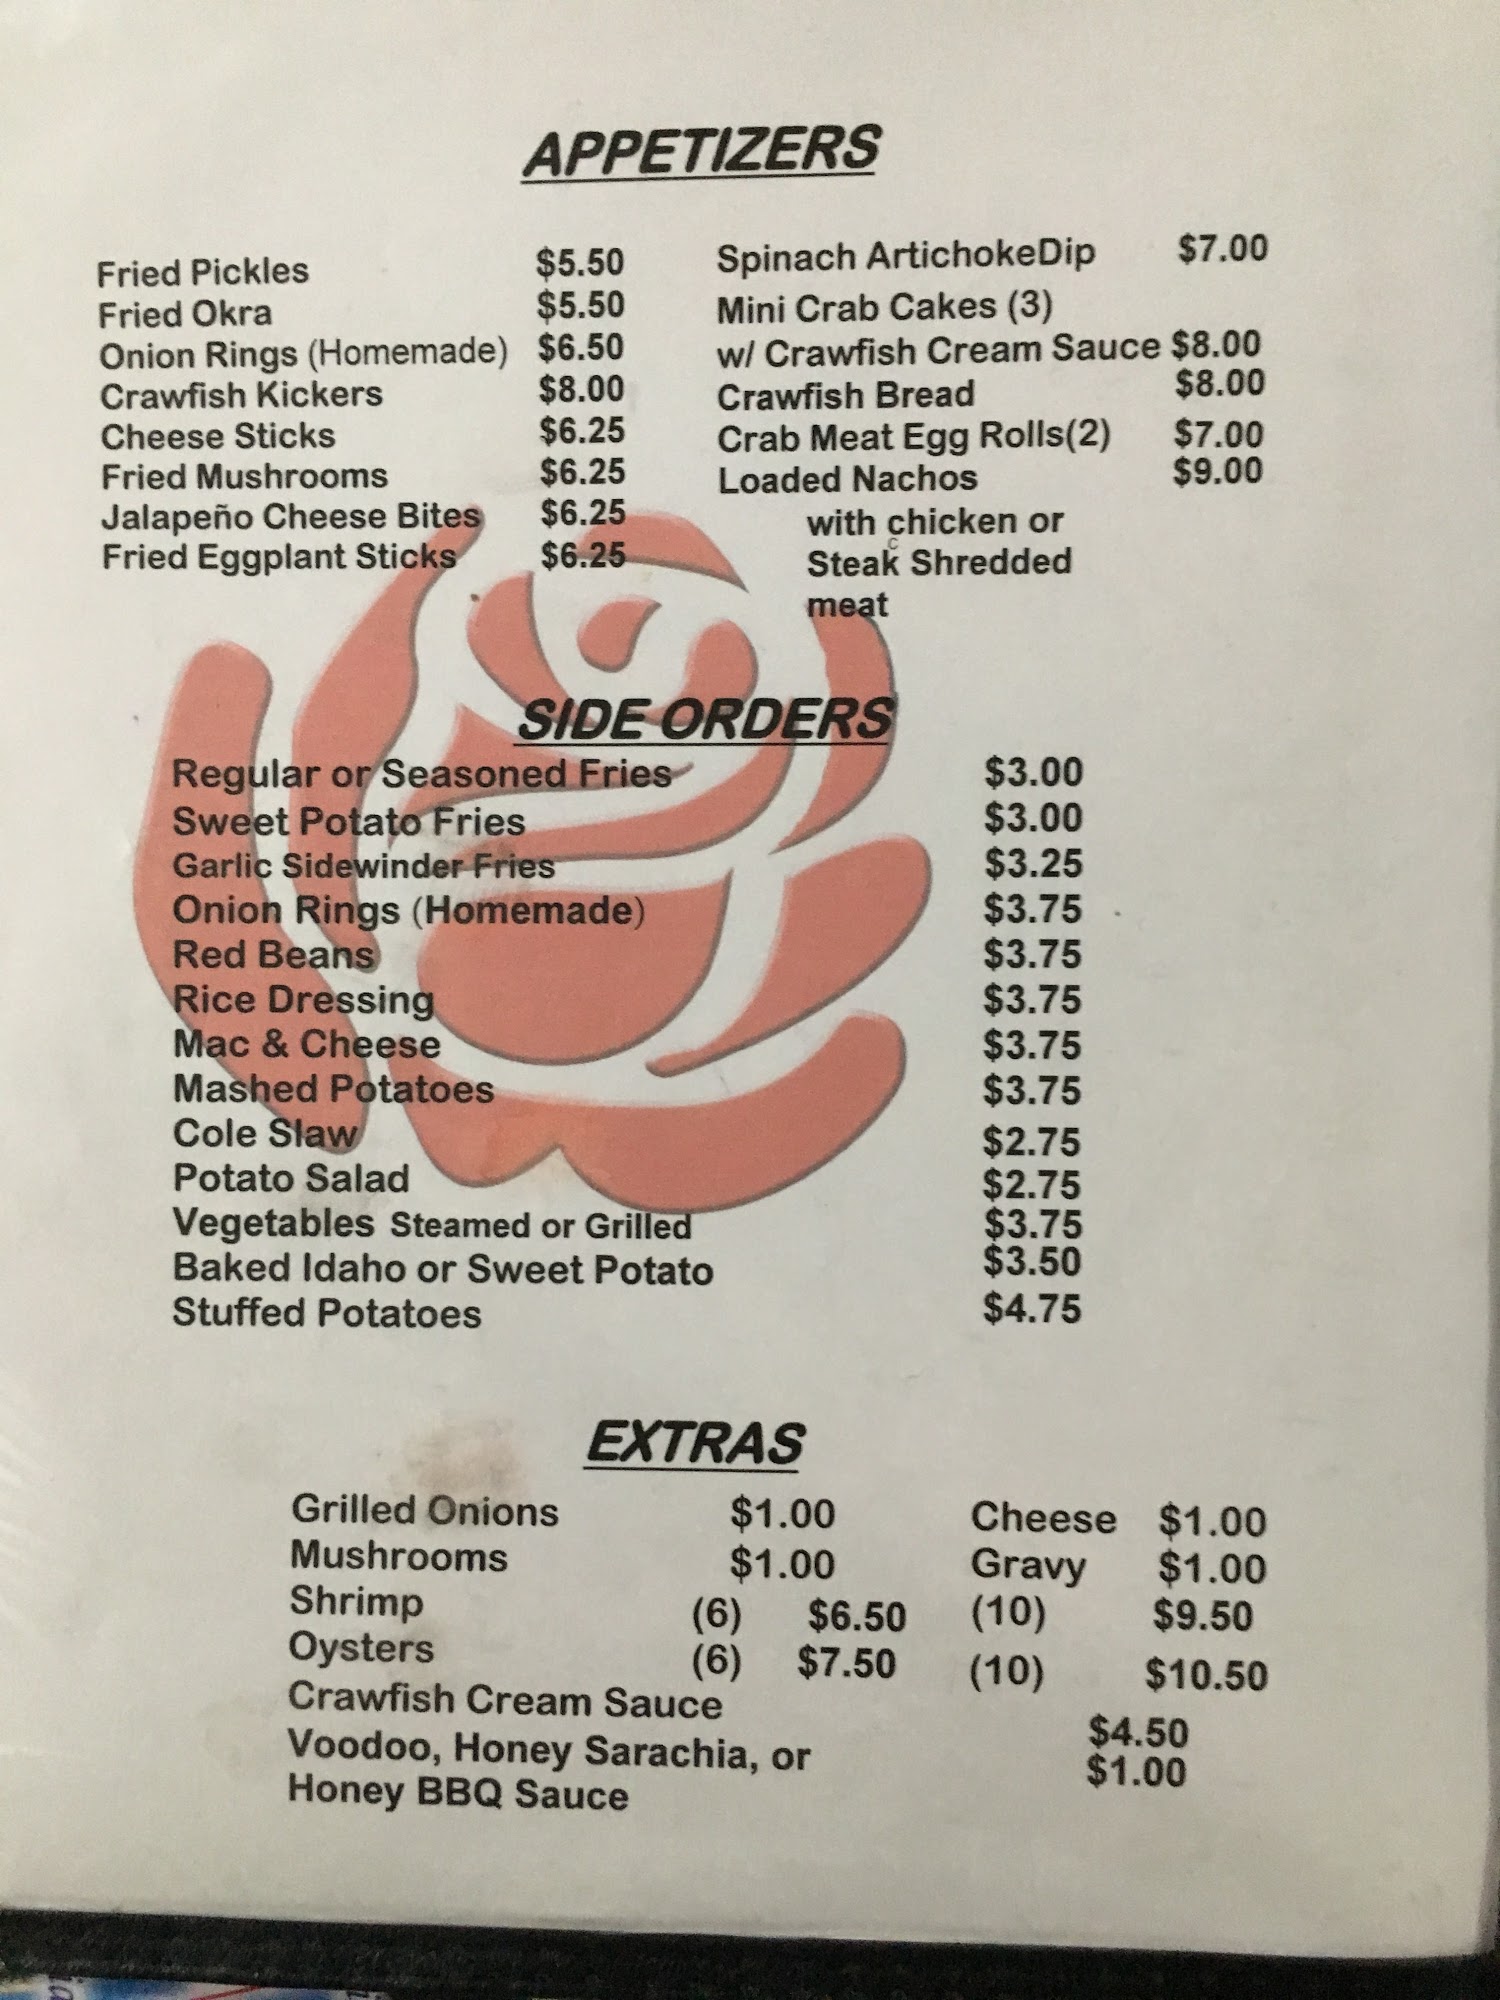 APPETIZERS
Fried Pickles $5.50
Fried Okra $5.50
Onion Rings (Homemade) $6.50
Crawfish Kickers $8.00
Cheese Sticks $6.25
Fried Mushrooms $6.25
Jalapeño Cheese Bites $6.25
Fried Eggplant Sticks $6.25
Spinach ArtichokeDip $7.00
Mini Crab Cakes (3)
w/ Crawfish Cream Sauce $8.00
Crawfish Bread $8.00
Crab Meat Egg Rolls(2) $7.00
Loaded Nachos $9.00
with chicken or
c
Steak Shredded
meat
SIDE ORDERS
Regular or Seasoned Fries $3.00
Sweet Potato Fries $3.00
Garlic Sidewinder Fries $3.25
Onion Rings (Homemade) $3.75
Red Beans $3.75
Rice Dressing $3.75
Mac & Cheese $3.75
Mashed Potatoes $3.75
Cole Slaw $2.75
Potato Salad $2.75
Vegetables Steamed or Grilled $3.75
Baked Idaho or Sweet Potato $3.50
Stuffed Potatoes $4.75
EXTRAS
Grilled Onions $1.00 Cheese $1.00
Mushrooms $1.00 Gravy $1.00
Shrimp (6) $6.50 (10) $9.50
Oysters (6) $7.50 (10) $10.50
Crawfish Cream Sauce $4.50
Voodoo, Honey Sarachia, or $1.00
Honey BBQ Sauce